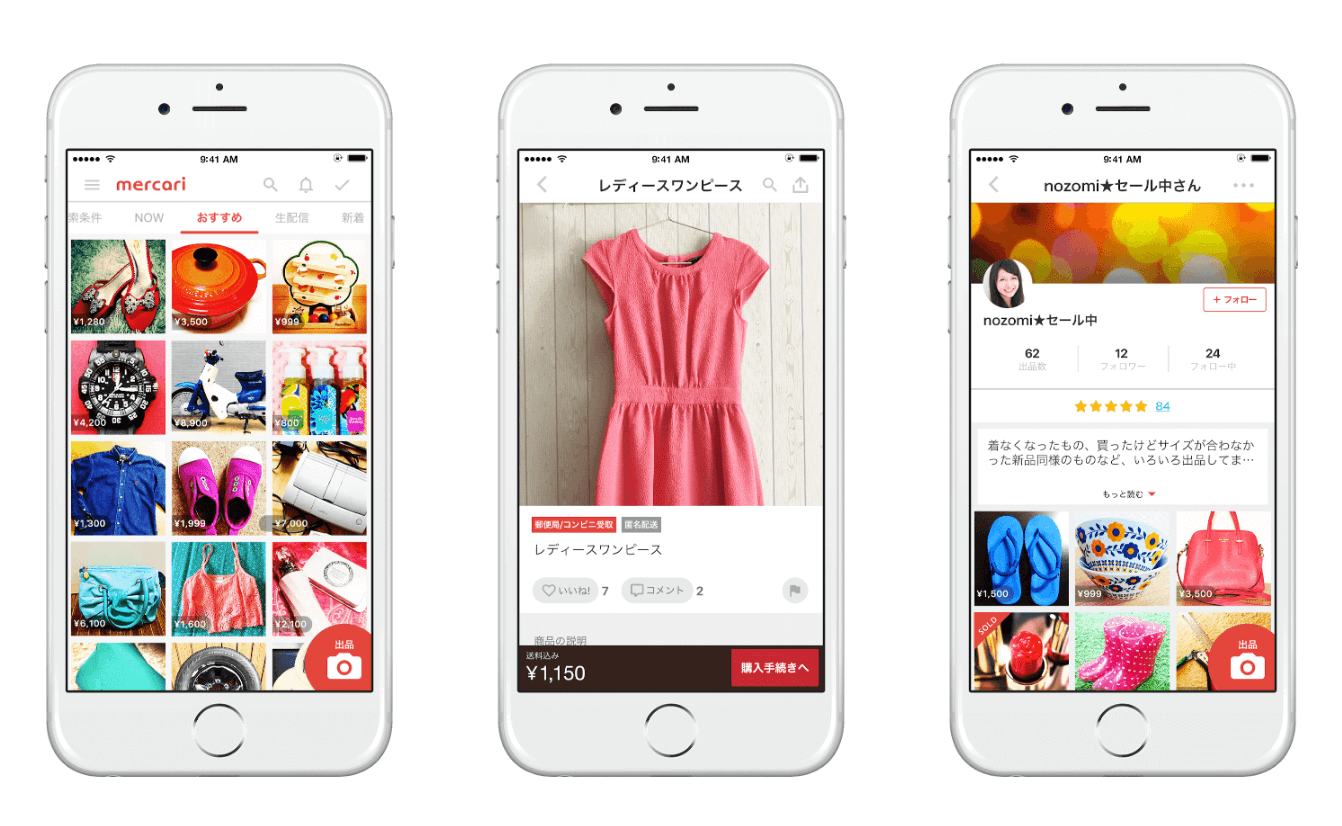 9:41 AM
mercari
索条件 NOW おすすめ 生配信 新着
¥1,280 ¥3,500 ¥999
¥4,200 ¥8,900 ¥800
¥1,300 ¥1,999 ¥7,000
¥6,100 ¥1,600 ¥2,100
出品
9:41 AM
レディースワンピース
郵便局/コンビニ受取 匿名配送
レディースワンピース
いいね! 7 コメント 2
商品の説明
送料込み
¥1,150 購入手続きへ
9:41 AM
nozomi★セール中さん
+ フォロー
nozomi★セール中
62 12 24
出品数 フォロワー フォロー中
84
着なくなったもの、買ったけどサイズが合わなか
った新品同様のものなど、いろいろ出品してま…
もっと読む
¥1,500 ¥999 ¥3,500
SOLD
出品